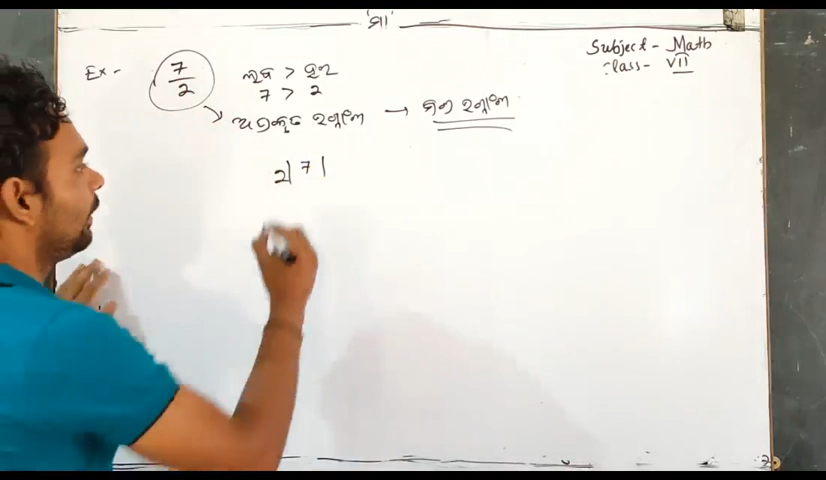 'ମା'
Subject - Math
Class - VII
Ex - 7/2 ଲବ > ହର
7 > 2
ଅପ୍ରକୃତ ଭଗ୍ନାଂଶ → ମିଶ୍ର ଭଗ୍ନାଂଶ
2| 7 |